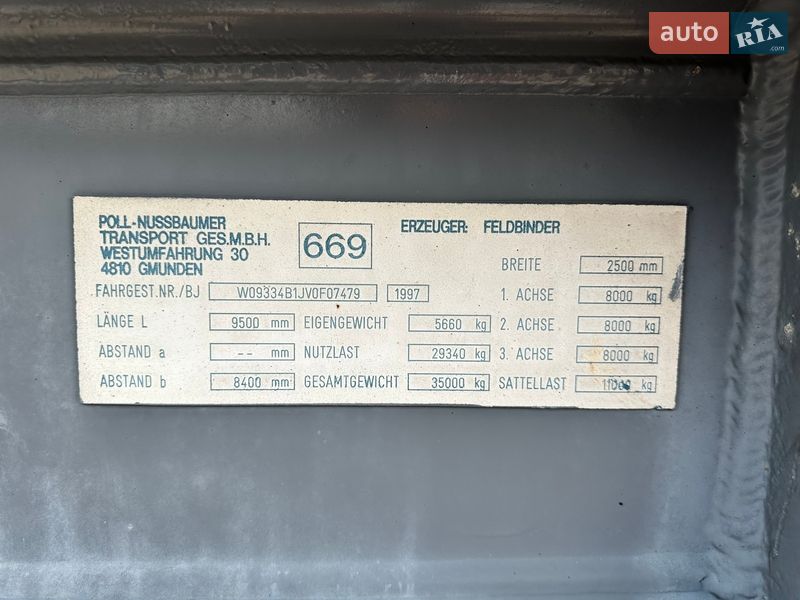 auto RIA .com
POLL-NUSSBAUMER
TRANSPORT GES.M.B.H.
WESTUMFAHRUNG 30
4810 GMUNDEN
669
ERZEUGER: FELDBINDER
BREITE 2500 mm
FAHRGEST.NR./BJ W09334B1JV0F07479 1997 1. ACHSE 8000 kg
LÄNGE L 9500 mm EIGENGEWICHT 5660 kg 2. ACHSE 8000 kg
ABSTAND a -- mm NUTZLAST 29340 kg 3. ACHSE 8000 kg
ABSTAND b 8400 mm GESAMTGEWICHT 35000 kg SATTELLAST 11000 kg